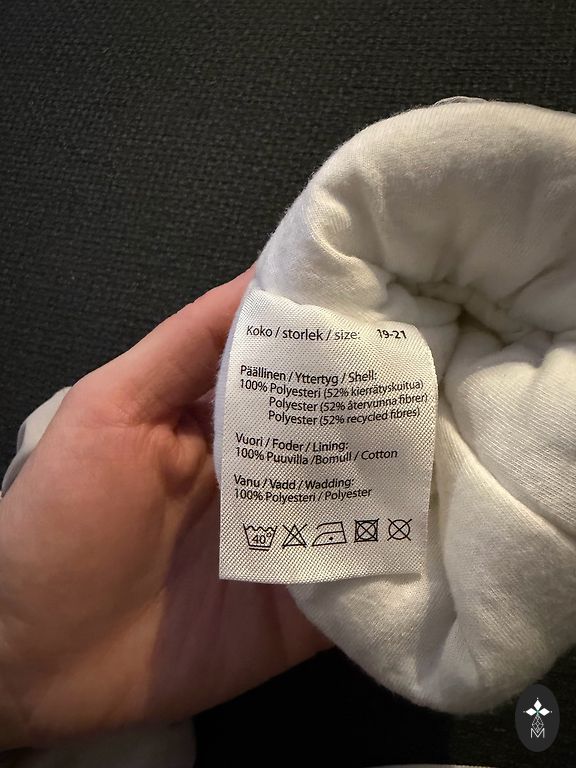 Koko / storlek / size: 19-21
Päällinen / Yttertyg / Shell:
100% Polyesteri (52% kierrätyskuitua)
Polyester (52% återvunna fibrer)
Polyester (52% recycled fibres)
Vuori / Foder / Lining:
100% Puuvilla /Bomull / Cotton
Vanu / Vadd / Wadding:
100% Polyesteri / Polyester
40°
M